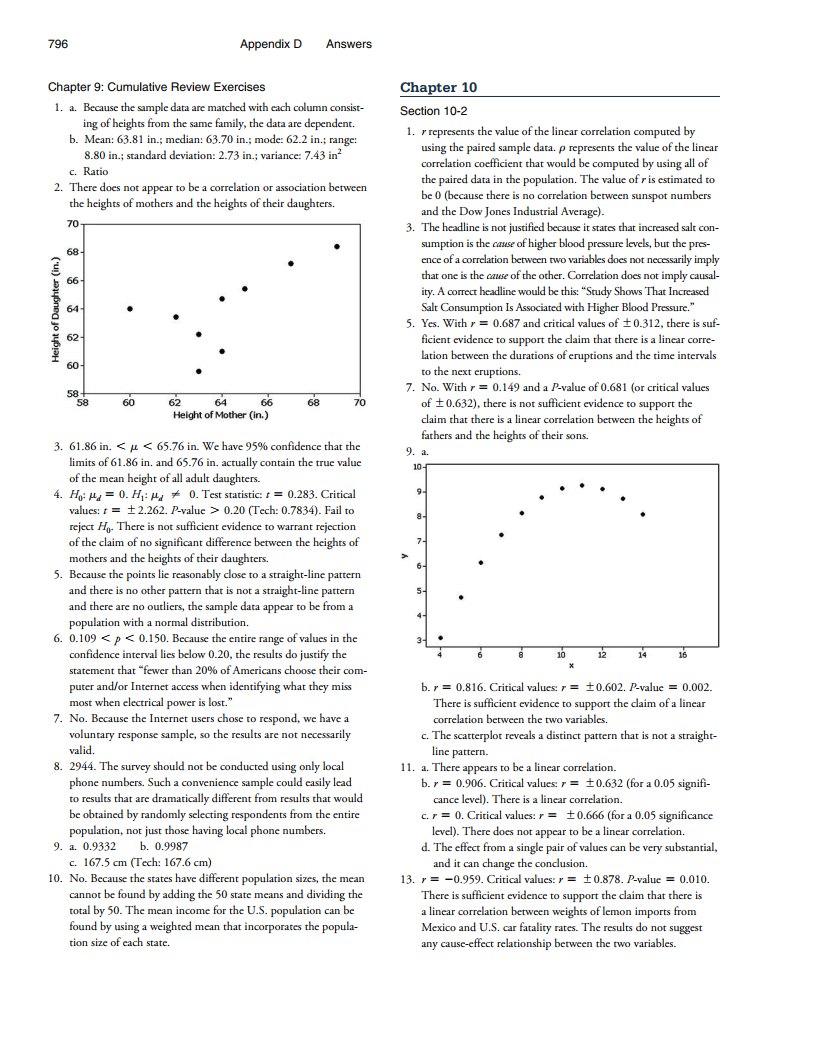 796
Appendix D Answers
Chapter 9: Cumulative Review Exercises
1. a. Because the sample data are matched with each column consist-
ing of heights from the same family, the data are dependent.
b. Mean: 63.81 in.; median: 63.70 in.; mode: 62.2 in.; range:
8.80 in.; standard deviation: 2.73 in.; variance: 7.43 in²
c. Ratio
2. There does not appear to be a correlation or association between
the heights of mothers and the heights of their daughters.
70
68
66
64
62
60
58
Height of Daughter (in.)
58 60 62 64 66 68 70
Height of Mother (in.)
3. 61.86 in. < μ < 65.76 in. We have 95% confidence that the
limits of 61.86 in. and 65.76 in. actually contain the true value
of the mean height of all adult daughters.
4. H₀: μd = 0. H₁: μd ≠ 0. Test statistic: t = 0.283. Critical
values: t = ±2.262. P-value > 0.20 (Tech: 0.7834). Fail to
reject H₀. There is not sufficient evidence to warrant rejection
of the claim of no significant difference between the heights of
mothers and the heights of their daughters.
5. Because the points lie reasonably close to a straight-line pattern
and there is no other pattern that is not a straight-line pattern
and there are no outliers, the sample data appear to be from a
population with a normal distribution.
6. 0.109 < p < 0.150. Because the entire range of values in the
confidence interval lies below 0.20, the results do justify the
statement that “fewer than 20% of Americans choose their com-
puter and/or Internet access when identifying what they miss
most when electrical power is lost.”
7. No. Because the Internet users chose to respond, we have a
voluntary response sample, so the results are not necessarily
valid.
8. 2944. The survey should not be conducted using only local
phone numbers. Such a convenience sample could easily lead
to results that are dramatically different from results that would
be obtained by randomly selecting respondents from the entire
population, not just those having local phone numbers.
9. a. 0.9332 b. 0.9987
c. 167.5 cm (Tech: 167.6 cm)
10. No. Because the states have different population sizes, the mean
cannot be found by adding the 50 state means and dividing the
total by 50. The mean income for the U.S. population can be
found by using a weighted mean that incorporates the popula-
tion size of each state.
Chapter 10
Section 10-2
1. r represents the value of the linear correlation computed by
using the paired sample data. ρ represents the value of the linear
correlation coefficient that would be computed by using all of
the paired data in the population. The value of r is estimated to
be 0 (because there is no correlation between sunspot numbers
and the Dow Jones Industrial Average).
3. The headline is not justified because it states that increased salt con-
sumption is the cause of higher blood pressure levels, but the pres-
ence of a correlation between two variables does not necessarily imply
that one is the cause of the other. Correlation does not imply causal-
ity. A correct headline would be this: “Study Shows That Increased
Salt Consumption Is Associated with Higher Blood Pressure.”
5. Yes. With r = 0.687 and critical values of ±0.312, there is suf-
ficient evidence to support the claim that there is a linear corre-
lation between the durations of eruptions and the time intervals
to the next eruptions.
7. No. With r = 0.149 and a P-value of 0.681 (or critical values
of ±0.632), there is not sufficient evidence to support the
claim that there is a linear correlation between the heights of
fathers and the heights of their sons.
9. a.
10
9
8
7
6
5
4
3
y
4 6 8 10 12 14 16
x
b. r = 0.816. Critical values: r = ±0.602. P-value = 0.002.
There is sufficient evidence to support the claim of a linear
correlation between the two variables.
c. The scatterplot reveals a distinct pattern that is not a straight-
line pattern.
11. a. There appears to be a linear correlation.
b. r = 0.906. Critical values: r = ±0.632 (for a 0.05 signifi-
cance level). There is a linear correlation.
c. r = 0. Critical values: r = ±0.666 (for a 0.05 significance
level). There does not appear to be a linear correlation.
d. The effect from a single pair of values can be very substantial,
and it can change the conclusion.
13. r = −0.959. Critical values: r = ±0.878. P-value = 0.010.
There is sufficient evidence to support the claim that there is
a linear correlation between weights of lemon imports from
Mexico and U.S. car fatality rates. The results do not suggest
any cause-effect relationship between the two variables.